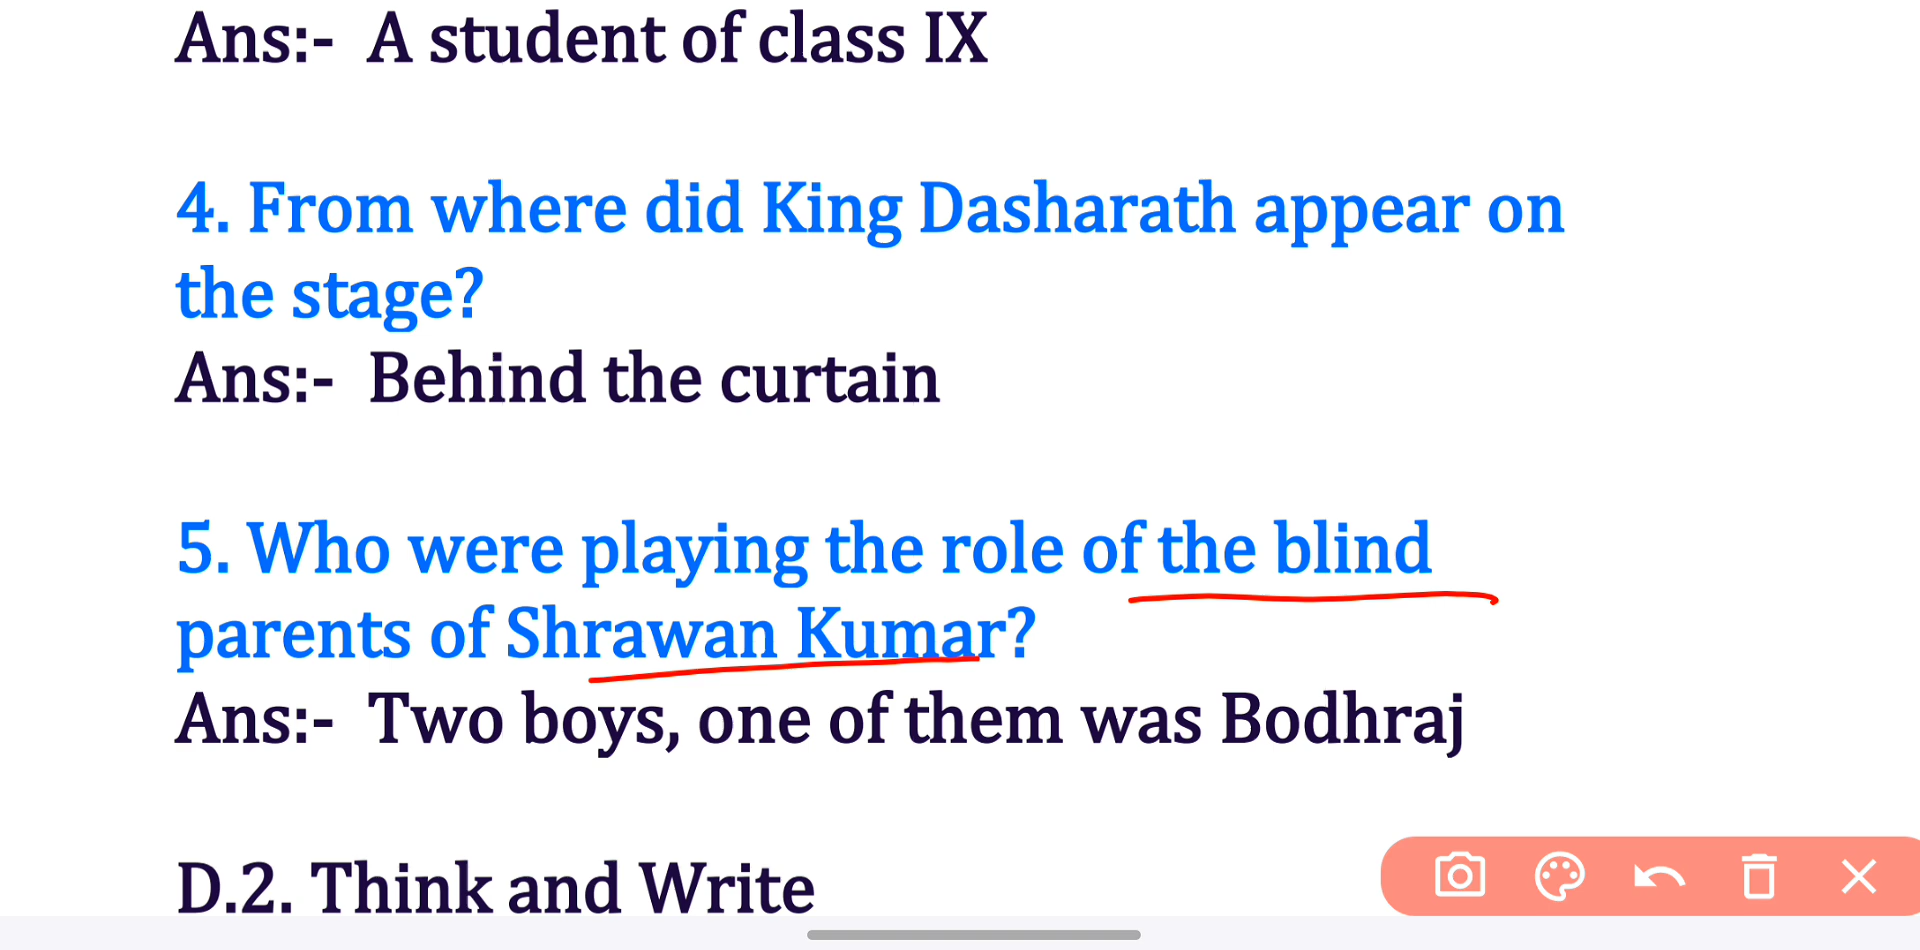 Ans:- A student of class IX
4. From where did King Dasharath appear on
the stage?
Ans:- Behind the curtain
5. Who were playing the role of the blind
parents of Shrawan Kumar?
Ans:- Two boys, one of them was Bodhraj
D.2. Think and Write